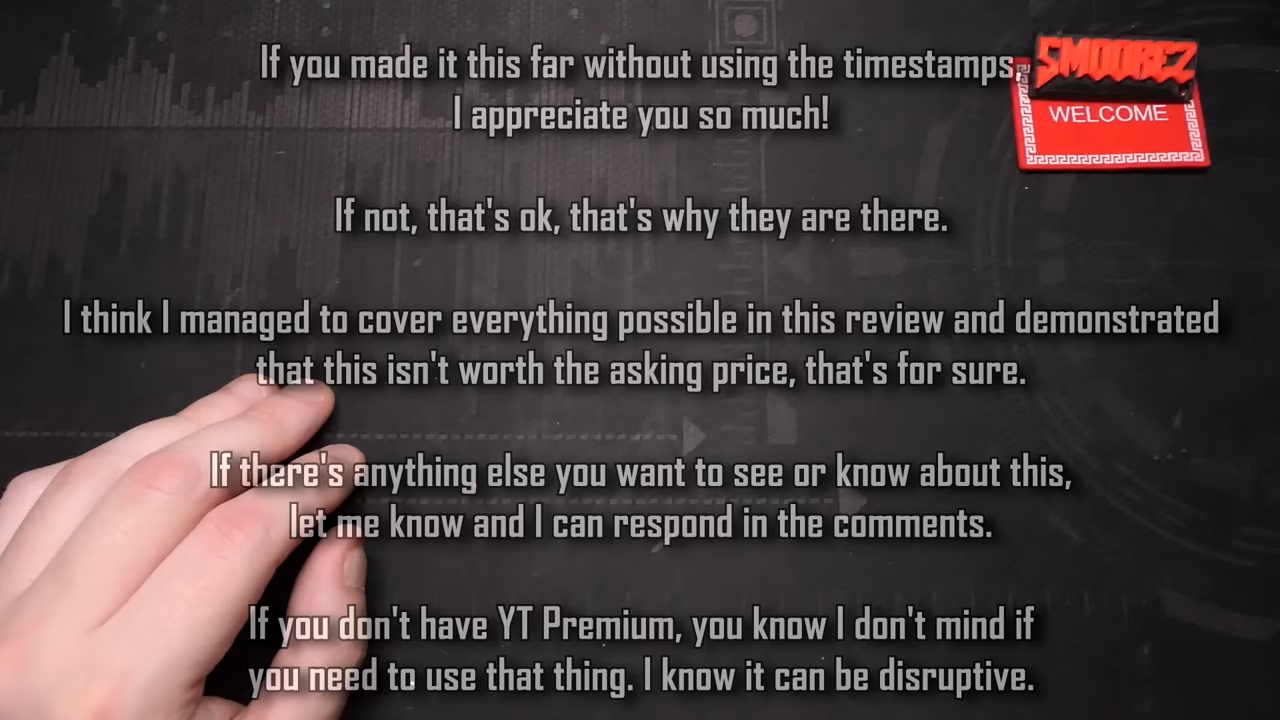 If you made it this far without using the timestamps,
I appreciate you so much!
If not, that's ok, that's why they are there.
I think I managed to cover everything possible in this review and demonstrated
that this isn't worth the asking price, that's for sure.
If there's anything else you want to see or know about this,
let me know and I can respond in the comments.
If you don't have YT Premium, you know I don't mind if
you need to use that thing. I know it can be disruptive.
SMOOREZ
WELCOME